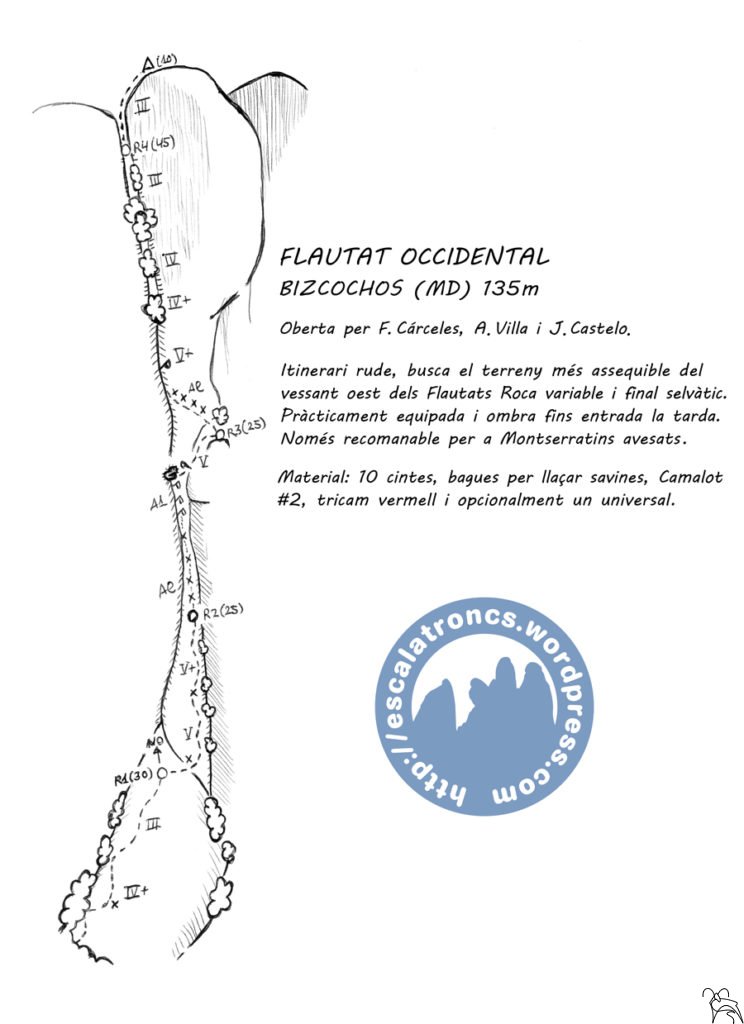 (10)
III
R4(45)
III
IV
IV+
V+
Ae
R3(25)
V
A1
Ae
R2(25)
V+
V
NO
R1(30)
III
IV+
FLAUTAT OCCIDENTAL
BIZCOCHOS (MD) 135m
Oberta per F. Cárceles, A. Villa i J. Castelo.
Itinerari rude, busca el terreny més assequible del
vessant oest dels Flautats Roca variable i final selvàtic.
Pràcticament equipada i ombra fins entrada la tarda.
Només recomanable per a Montserratins avesats.
Material: 10 cintes, bagues per llaçar savines, Camalot
#2, tricam vermell i opcionalment un universal.
http://escalatroncs.wordpress.com